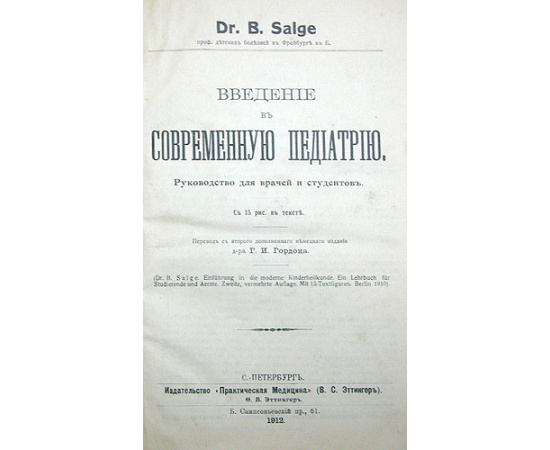 Dr. B. Salge
проф. дѣтскихъ болѣзней въ Фрейбургѣ въ Б.
ВВЕДЕНІЕ
ВЪ
СОВРЕМЕННУЮ ПЕДІАТРІЮ.
Руководство для врачей и студентовъ.
Съ 15 рис. въ текстѣ.
Переводъ съ второго дополненнаго нѣмецкаго изданія
д-ра Г. И. Гордона.
(Dr. B. Salge. Einführung in die moderne Kinderheilkunde. Ein Lehrbuch für
Studierende und Aerzte. Zweite, vermehrte Auflage. Mit 15 Textfiguren. Berlin 1910).
С.-ПЕТЕРБУРГЪ.
Издательство «Практическая Медицина» (В. С. Эттингеръ).
Ф. В. Эттингеръ.
Б. Сампсоньевскій пр., 61.
1912.